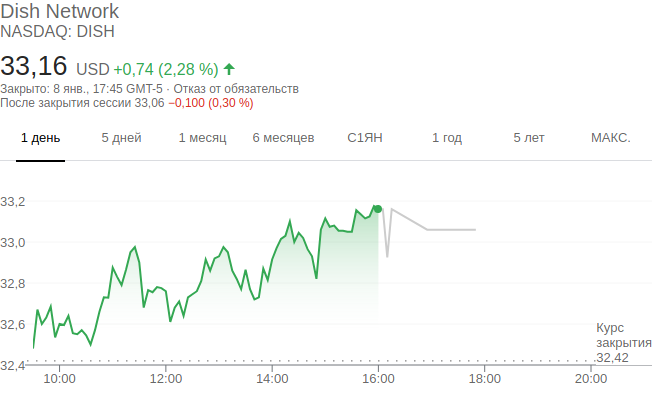 Dish Network
NASDAQ: DISH
33,16 USD +0,74 (2,28 %)
Закрыто: 8 янв., 17:45 GMT-5 · Отказ от обязательств
После закрытия сессии 33,06 −0,100 (0,30 %)
1 день 5 дней 1 месяц 6 месяцев С1ЯН 1 год 5 лет МАКС.
33,2
33,0
32,8
32,6
Курс
закрытия
32,42
32,4
10:00 12:00 14:00 16:00 18:00 20:00